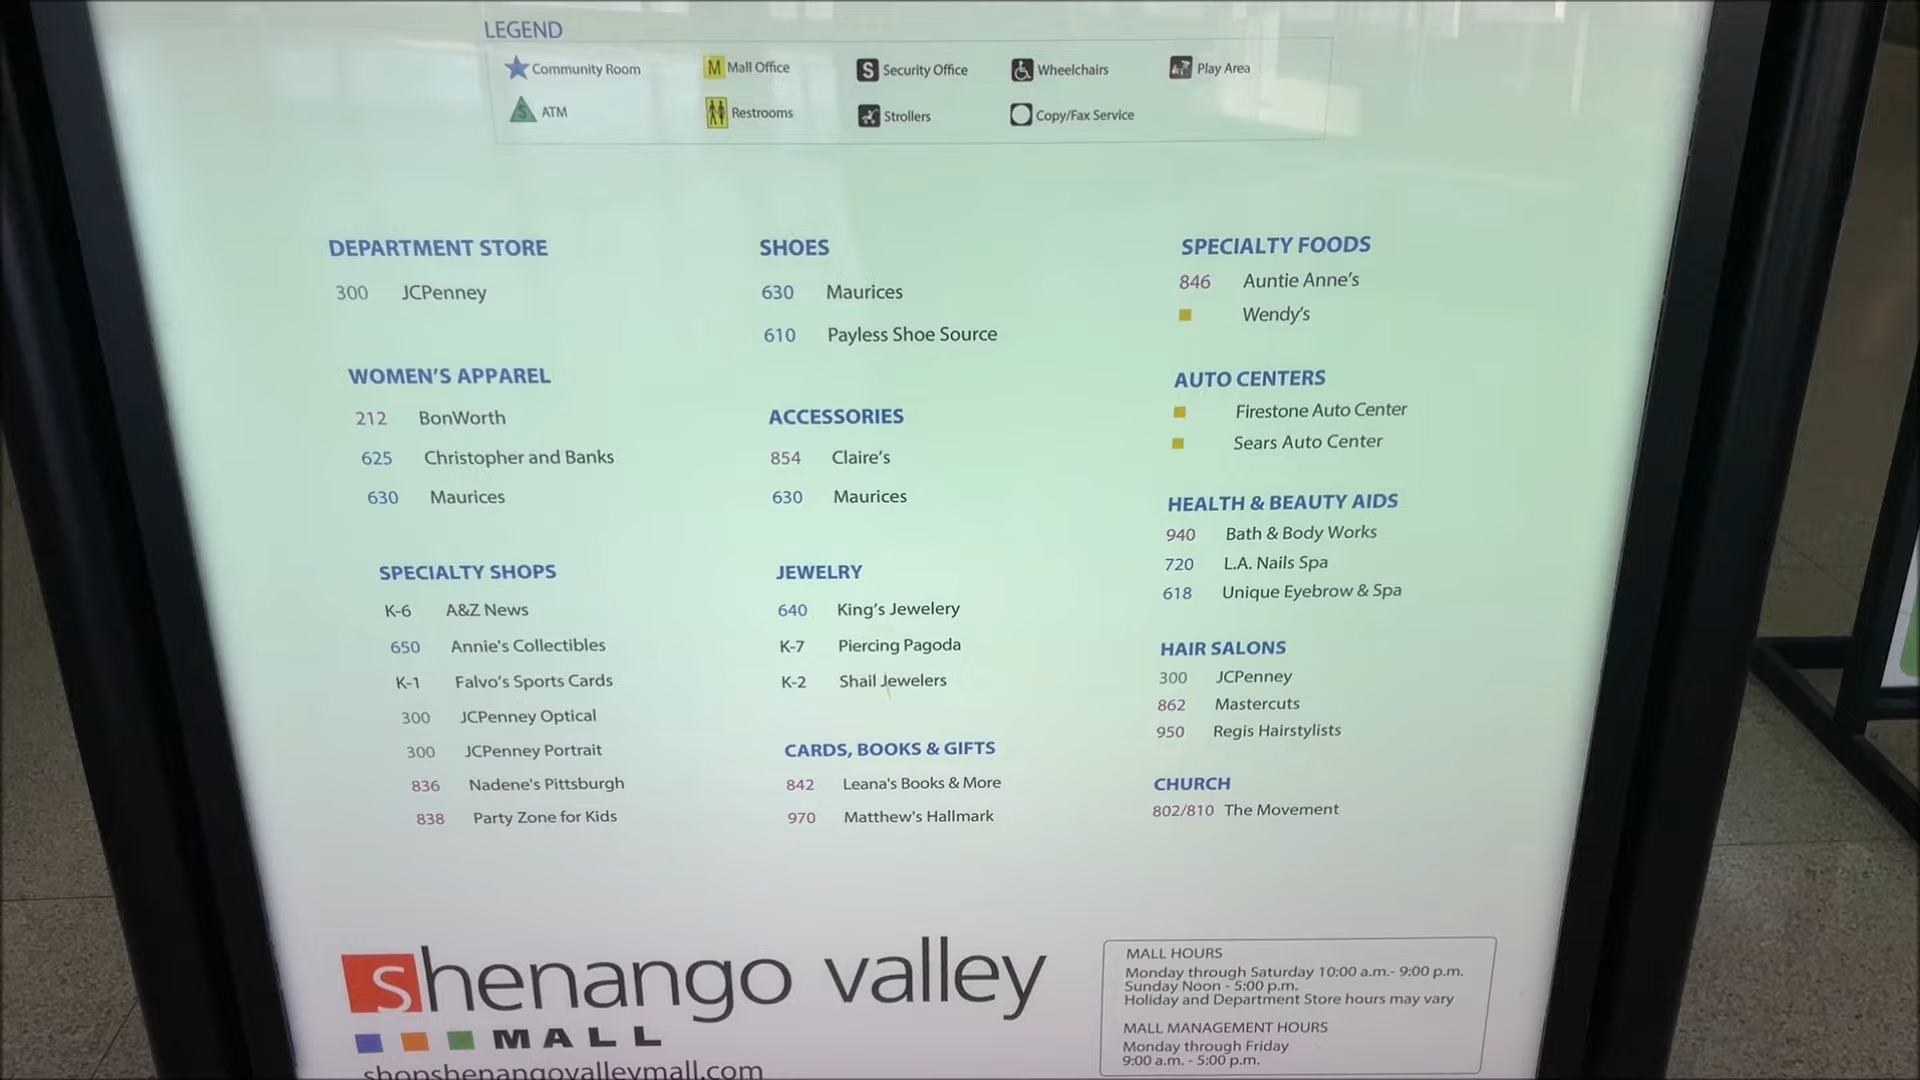 LEGEND
Community Room
M Mall Office
S Security Office
Wheelchairs
Play Area
$ ATM
Restrooms
Strollers
Copy/Fax Service
DEPARTMENT STORE
300 JCPenney
WOMEN'S APPAREL
212 BonWorth
625 Christopher and Banks
630 Maurices
SPECIALTY SHOPS
K-6 A&Z News
650 Annie's Collectibles
K-1 Falvo's Sports Cards
300 JCPenney Optical
300 JCPenney Portrait
836 Nadene's Pittsburgh
838 Party Zone for Kids
SHOES
630 Maurices
610 Payless Shoe Source
ACCESSORIES
854 Claire's
630 Maurices
JEWELRY
640 King's Jewelery
K-7 Piercing Pagoda
K-2 Shail Jewelers
CARDS, BOOKS & GIFTS
842 Leana's Books & More
970 Matthew's Hallmark
SPECIALTY FOODS
846 Auntie Anne's
Wendy's
AUTO CENTERS
Firestone Auto Center
Sears Auto Center
HEALTH & BEAUTY AIDS
940 Bath & Body Works
720 L.A. Nails Spa
618 Unique Eyebrow & Spa
HAIR SALONS
300 JCPenney
862 Mastercuts
950 Regis Hairstylists
CHURCH
802/810 The Movement
shenango valley
MALL
shopshenangovalleymall.com
MALL HOURS
Monday through Saturday 10:00 a.m.- 9:00 p.m.
Sunday Noon - 5:00 p.m.
Holiday and Department Store hours may vary
MALL MANAGEMENT HOURS
Monday through Friday
9:00 a.m. - 5:00 p.m.